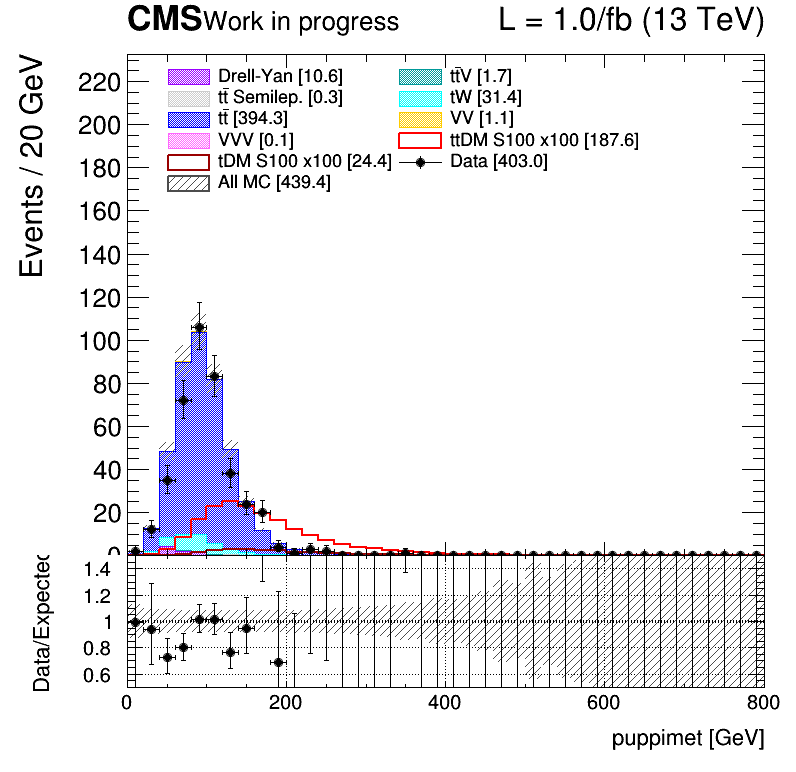 CMS Work in progress L = 1.0/fb (13 TeV)
Events / 20 GeV
Drell-Yan [10.6] tt̄V [1.7]
tt̄ Semilep. [0.3] tW [31.4]
tt̄ [394.3] VV [1.1]
VVV [0.1] ttDM S100 x100 [187.6]
tDM S100 x100 [24.4] Data [403.0]
All MC [439.4]
220
200
180
160
140
120
100
80
60
40
20
0
Data/Expected
1.4
1.2
1
0.8
0.6
0 200 400 600 800
puppimet [GeV]